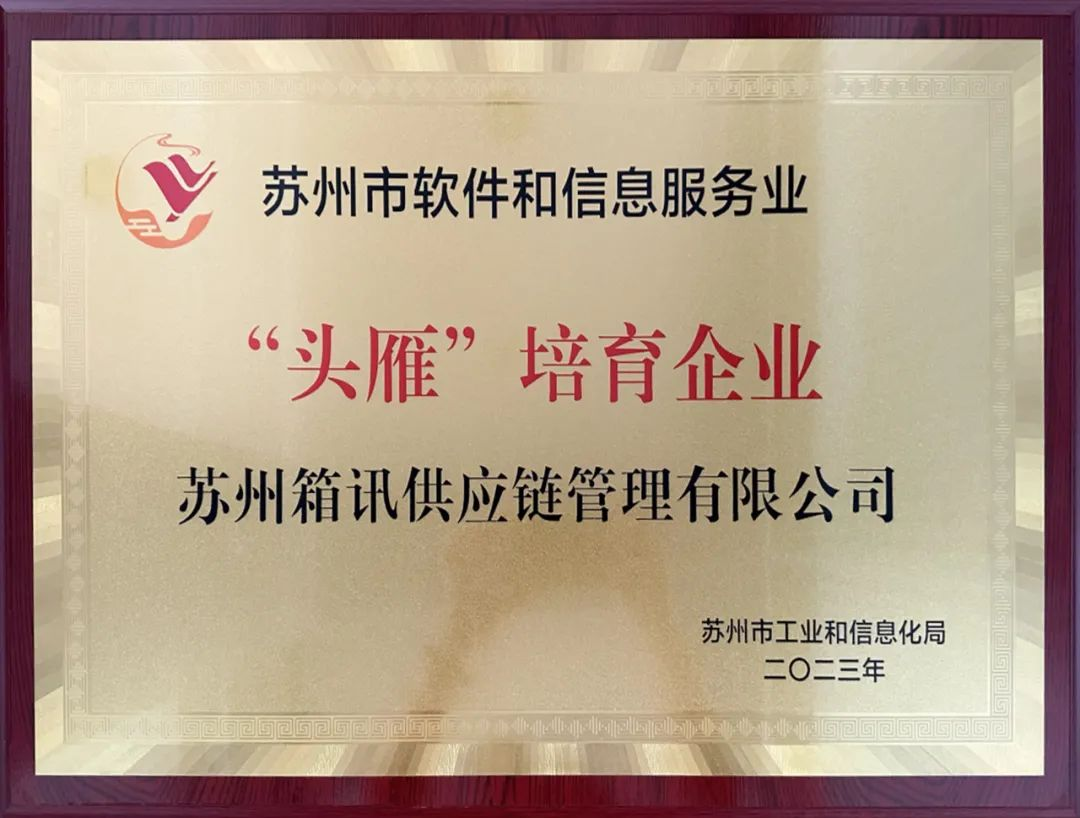 苏州市软件和信息服务业
“头雁”培育企业
苏州箱讯供应链管理有限公司
苏州市工业和信息化局
二〇二三年